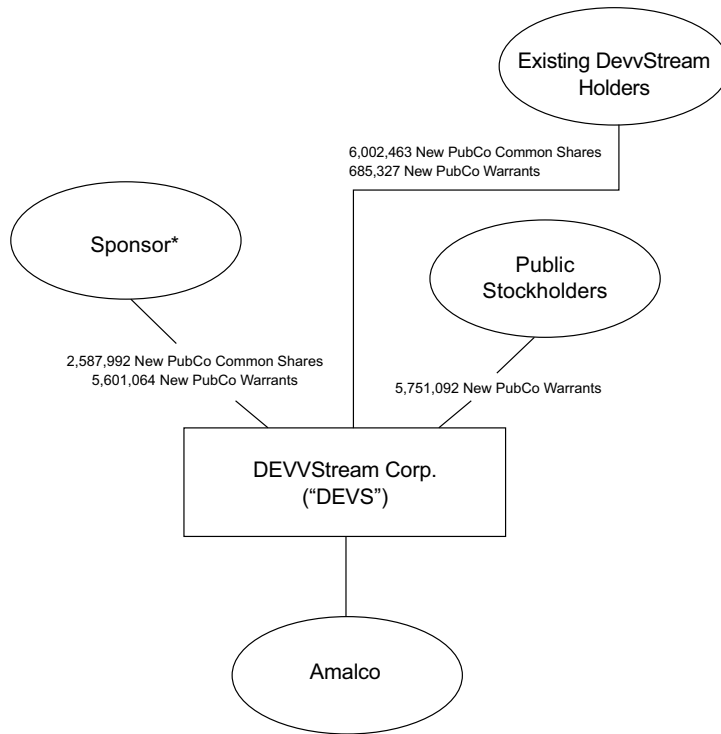 Existing DevvStream
Holders
6,002,463 New PubCo Common Shares
685,327 New PubCo Warrants
Sponsor*
Public
Stockholders
2,587,992 New PubCo Common Shares
5,601,064 New PubCo Warrants
5,751,092 New PubCo Warrants
DEVVStream Corp.
(“DEVS”)
Amalco